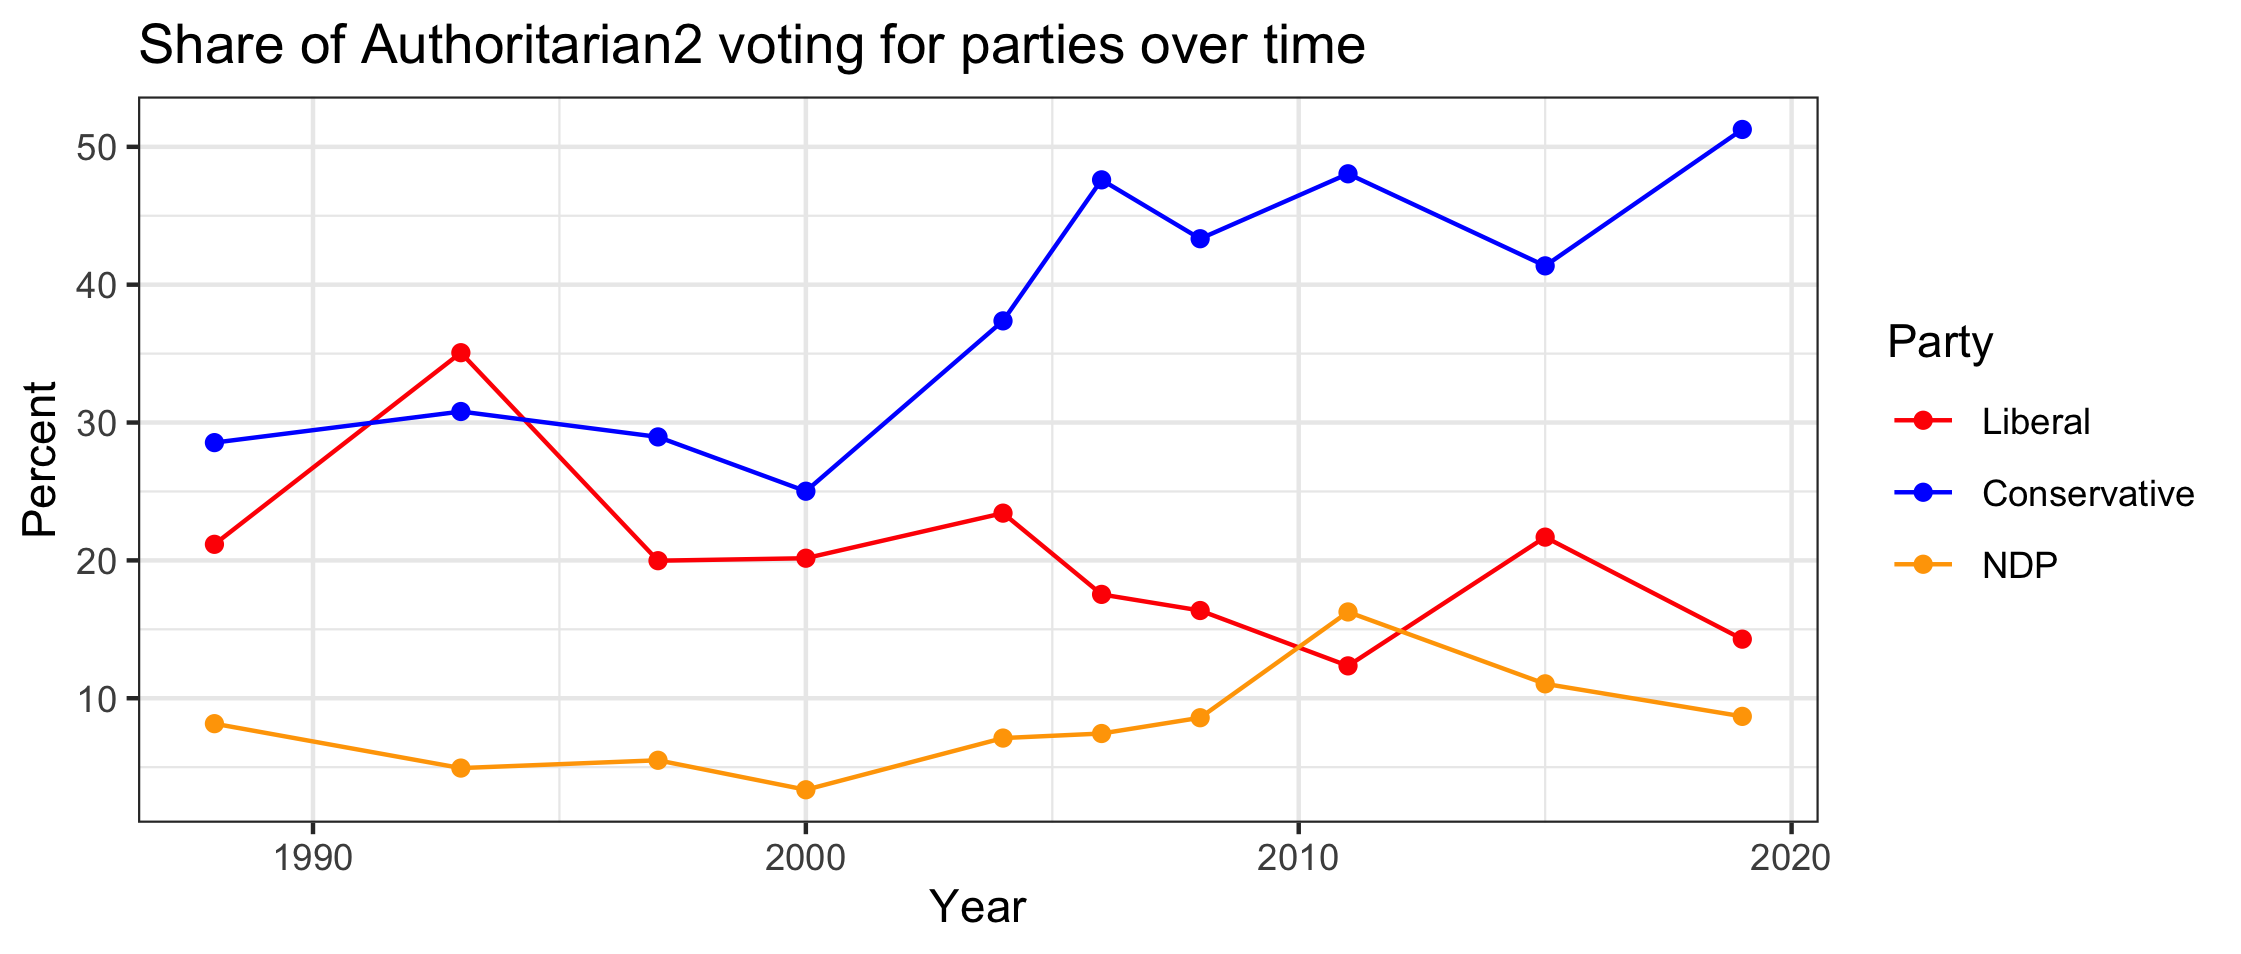 Share of Authoritarian2 voting for parties over time
50
40
30
20
10
Percent
1990 2000 2010 2020
Year
Party
Liberal
Conservative
NDP